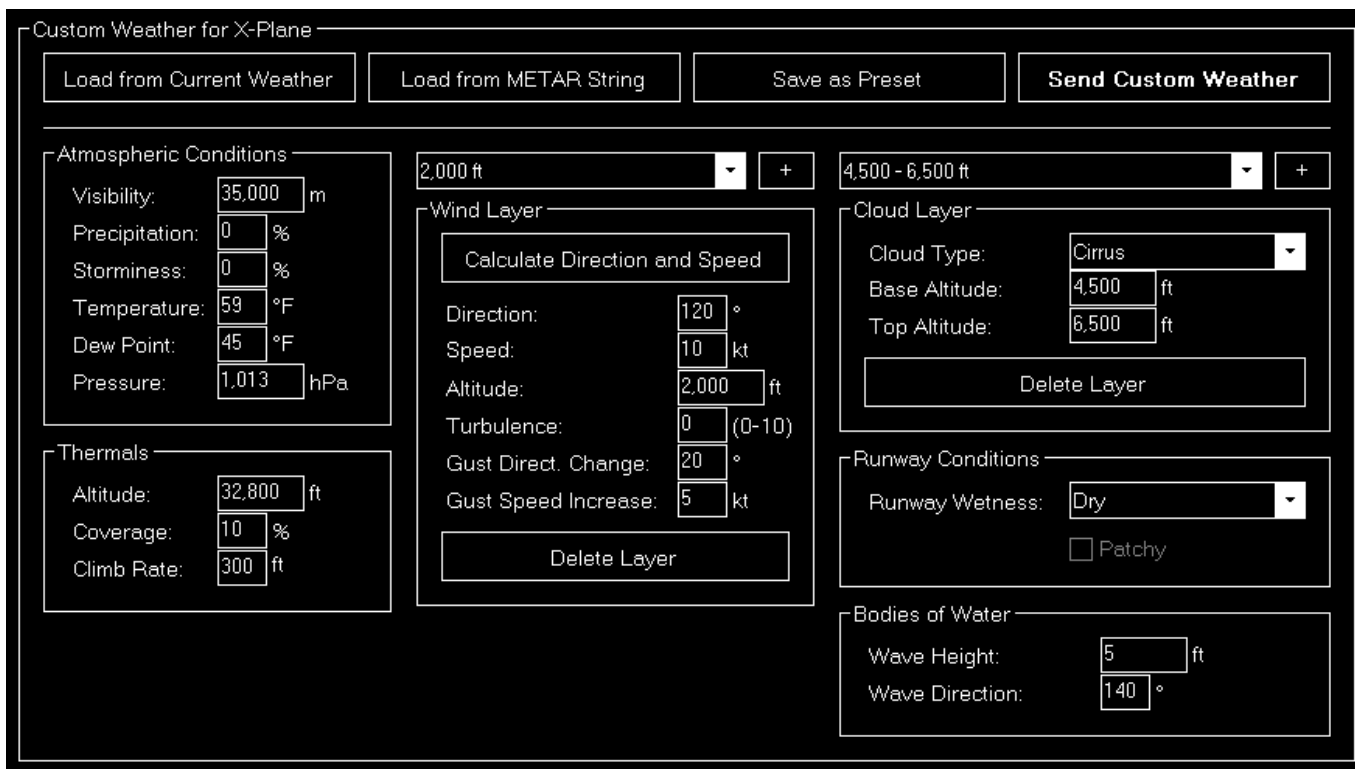 Custom Weather for X-Plane
Load from Current Weather
Load from METAR String
Save as Preset
Send Custom Weather
Atmospheric Conditions
Visibility: 35,000 m
Precipitation: 0 %
Storminess: 0 %
Temperature: 59 °F
Dew Point: 45 °F
Pressure: 1,013 hPa
Thermals
Altitude: 32,800 ft
Coverage: 10 %
Climb Rate: 300 ft
2,000 ft +
Wind Layer
Calculate Direction and Speed
Direction: 120 °
Speed: 10 kt
Altitude: 2,000 ft
Turbulence: 0 (0-10)
Gust Direct. Change: 20 °
Gust Speed Increase: 5 kt
Delete Layer
4,500 - 6,500 ft +
Cloud Layer
Cloud Type: Cirrus
Base Altitude: 4,500 ft
Top Altitude: 6,500 ft
Delete Layer
Runway Conditions
Runway Wetness: Dry
Patchy
Bodies of Water
Wave Height: 5 ft
Wave Direction: 140 °